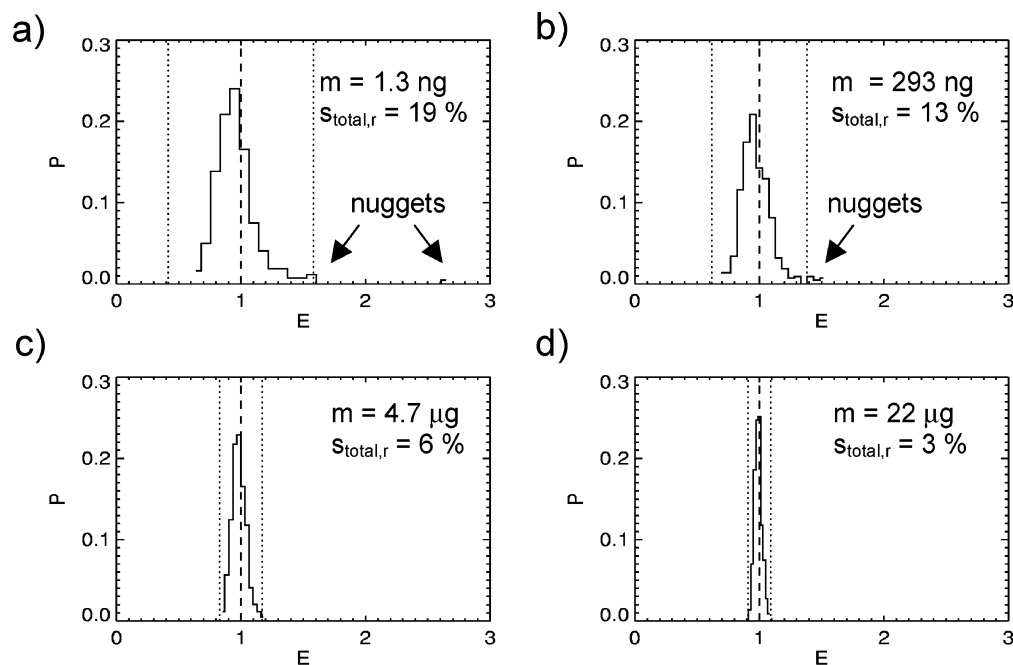 a)
0.3
0.2
0.1
0.0
P
m = 1.3 ng
s_total,r = 19 %
nuggets
0 1 2 3
E
b)
0.3
0.2
0.1
0.0
P
m = 293 ng
s_total,r = 13 %
nuggets
0 1 2 3
E
c)
0.3
0.2
0.1
0.0
P
m = 4.7 μg
s_total,r = 6 %
0 1 2 3
E
d)
0.3
0.2
0.1
0.0
P
m = 22 μg
s_total,r = 3 %
0 1 2 3
E